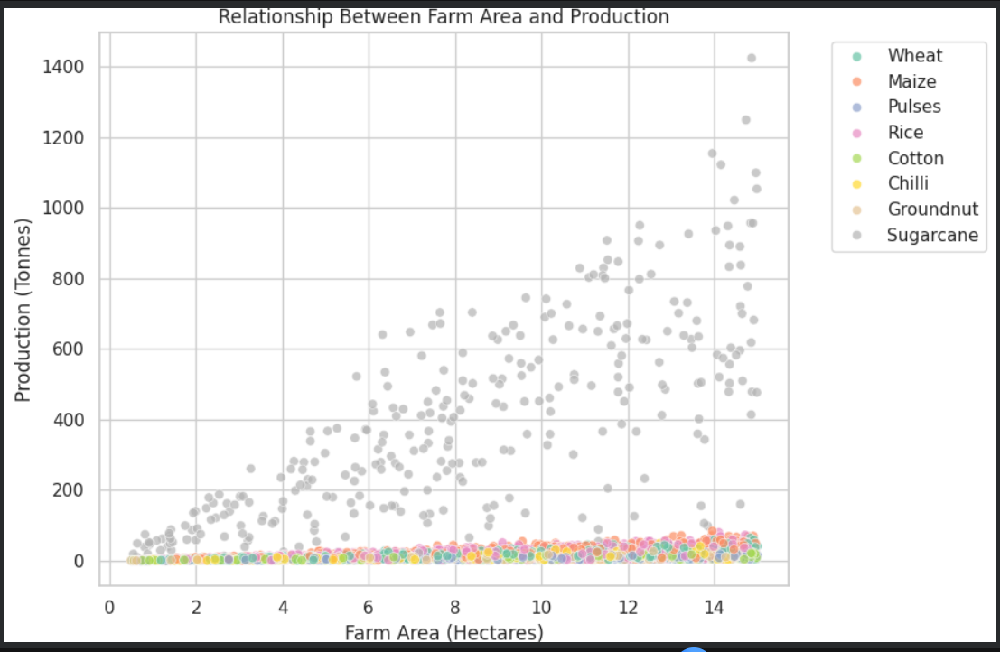 Relationship Between Farm Area and Production
Production (Tonnes)
1400
1200
1000
800
600
400
200
0
0 2 4 6 8 10 12 14
Farm Area (Hectares)
Wheat
Maize
Pulses
Rice
Cotton
Chilli
Groundnut
Sugarcane